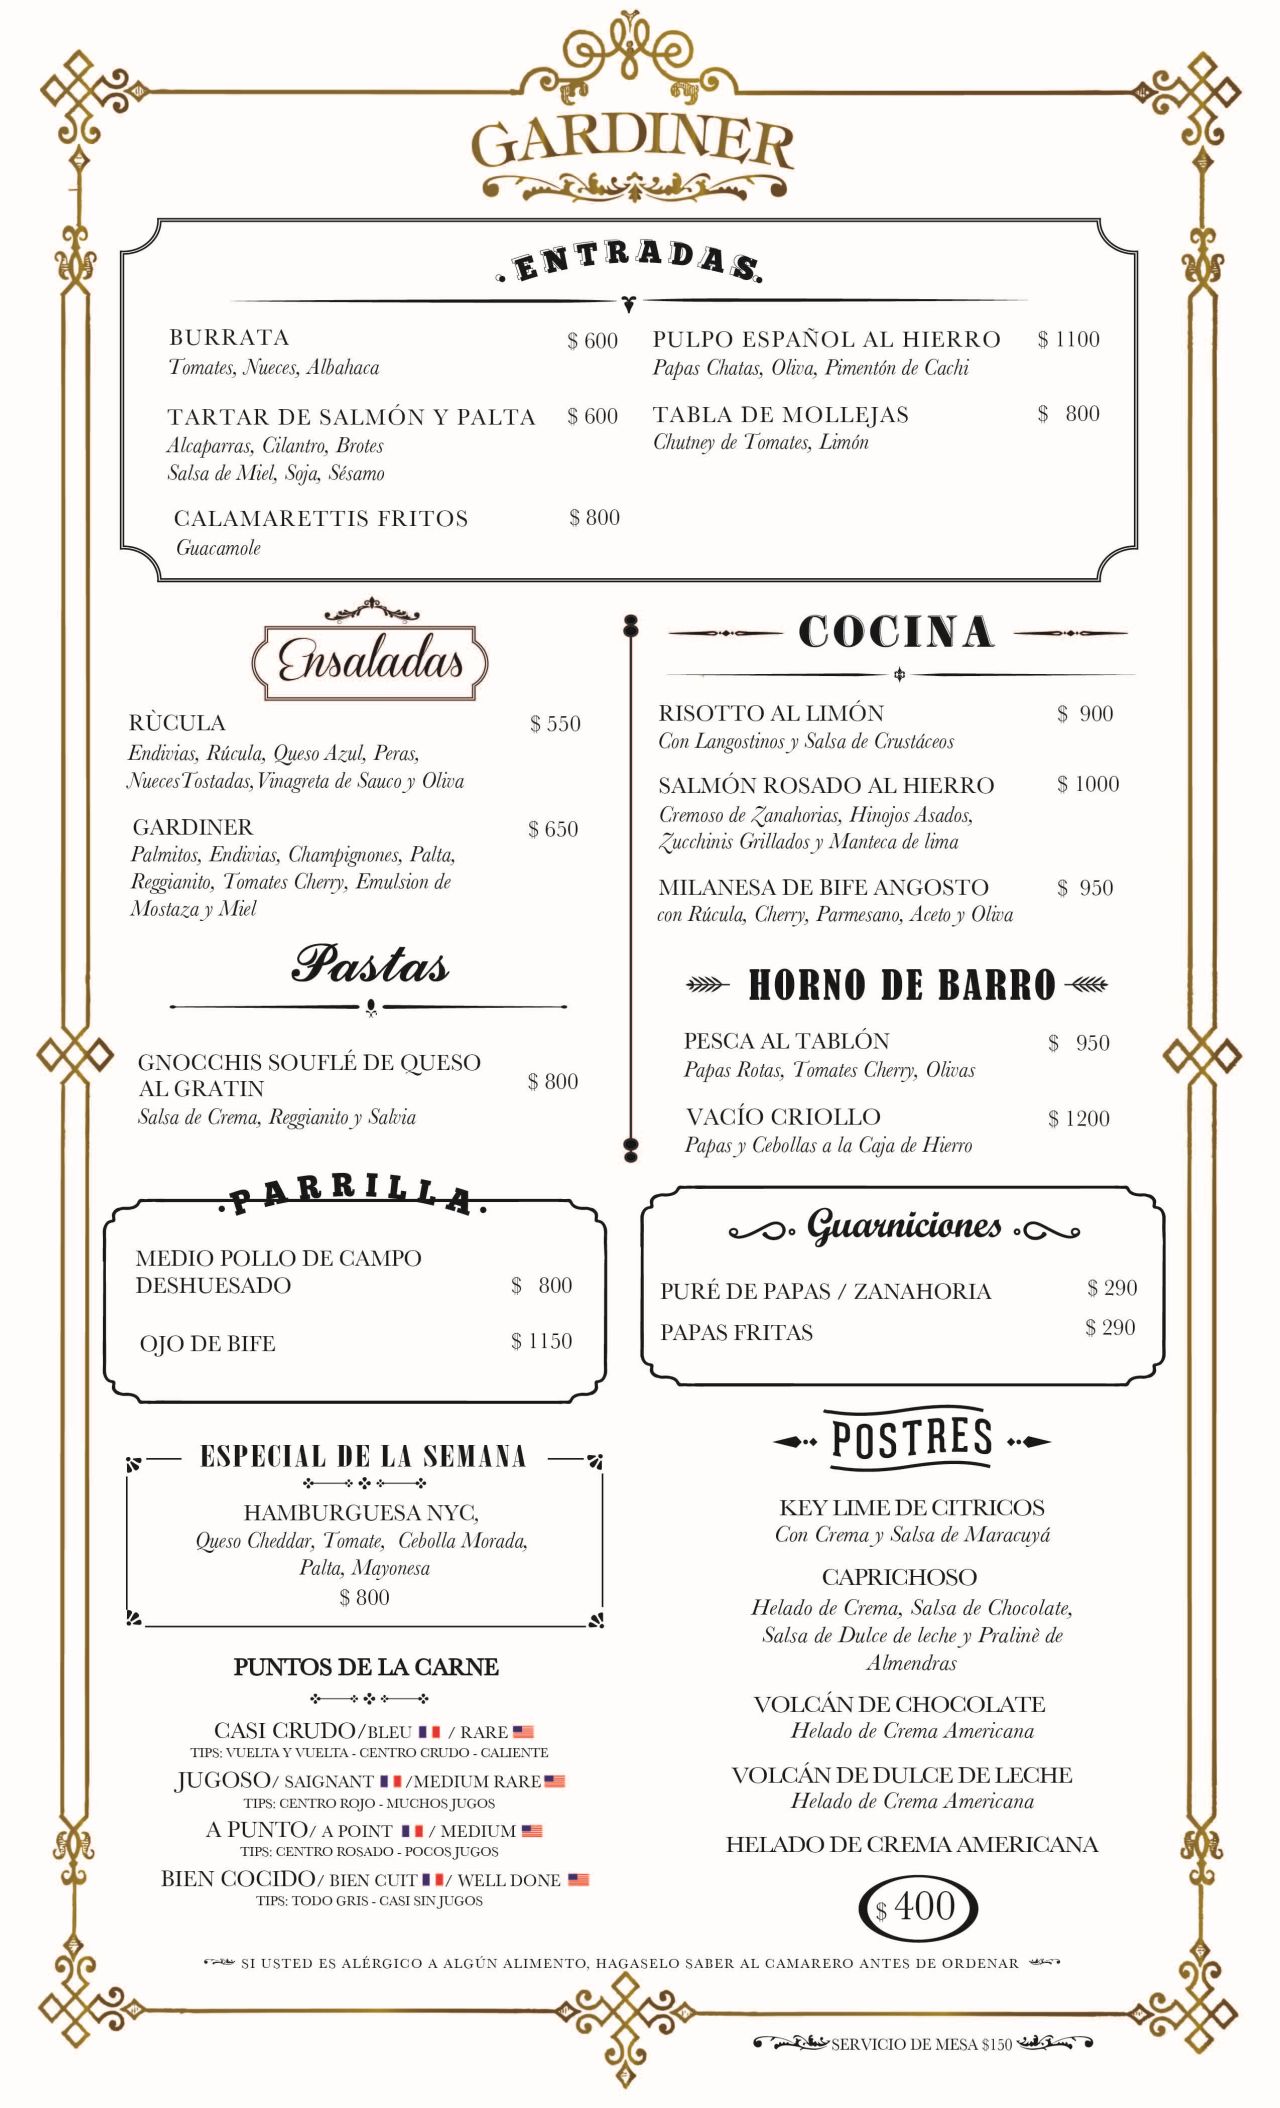 GARDINER
ENTRADAS
BURRATA $ 600
Tomates, Nueces, Albahaca
TARTAR DE SALMÓN Y PALTA $ 600
Alcaparras, Cilantro, Brotes
Salsa de Miel, Soja, Sésamo
CALAMARETTIS FRITOS $ 800
Guacamole
PULPO ESPAÑOL AL HIERRO $ 1100
Papas Chatas, Oliva, Pimentón de Cachi
TABLA DE MOLLEJAS $ 800
Chutney de Tomates, Limón
Ensaladas
RÙCULA $ 550
Endivias, Rúcula, Queso Azul, Peras,
Nueces Tostadas, Vinagreta de Sauco y Oliva
GARDINER $ 650
Palmitos, Endivias, Champignones, Palta,
Reggianito, Tomates Cherry, Emulsion de
Mostaza y Miel
Pastas
GNOCCHIS SOUFLÉ DE QUESO
AL GRATIN $ 800
Salsa de Crema, Reggianito y Salvia
COCINA
RISOTTO AL LIMÓN $ 900
Con Langostinos y Salsa de Crustáceos
SALMÓN ROSADO AL HIERRO $ 1000
Cremoso de Zanahorias, Hinojos Asados,
Zucchinis Grillados y Manteca de lima
MILANESA DE BIFE ANGOSTO $ 950
con Rúcula, Cherry, Parmesano, Aceto y Oliva
HORNO DE BARRO
PESCA AL TABLÓN $ 950
Papas Rotas, Tomates Cherry, Olivas
VACÍO CRIOLLO $ 1200
Papas y Cebollas a la Caja de Hierro
PARRILLA
MEDIO POLLO DE CAMPO
DESHUESADO $ 800
OJO DE BIFE $ 1150
Guarniciones
PURÉ DE PAPAS / ZANAHORIA $ 290
PAPAS FRITAS $ 290
ESPECIAL DE LA SEMANA
HAMBURGUESA NYC,
Queso Cheddar, Tomate, Cebolla Morada,
Palta, Mayonesa
$ 800
PUNTOS DE LA CARNE
CASI CRUDO/BLEU / RARE
TIPS: VUELTA Y VUELTA - CENTRO CRUDO - CALIENTE
JUGOSO/ SAIGNANT /MEDIUM RARE
TIPS: CENTRO ROJO - MUCHOS JUGOS
A PUNTO/ A POINT / MEDIUM
TIPS: CENTRO ROSADO - POCOS JUGOS
BIEN COCIDO/ BIEN CUIT / WELL DONE
TIPS: TODO GRIS - CASI SIN JUGOS
POSTRES
KEY LIME DE CITRICOS
Con Crema y Salsa de Maracuyá
CAPRICHOSO
Helado de Crema, Salsa de Chocolate,
Salsa de Dulce de leche y Pralinè de
Almendras
VOLCÁN DE CHOCOLATE
Helado de Crema Americana
VOLCÁN DE DULCE DE LECHE
Helado de Crema Americana
HELADO DE CREMA AMERICANA
$ 400
SI USTED ES ALÉRGICO A ALGÚN ALIMENTO, HAGASELO SABER AL CAMARERO ANTES DE ORDENAR
SERVICIO DE MESA $150